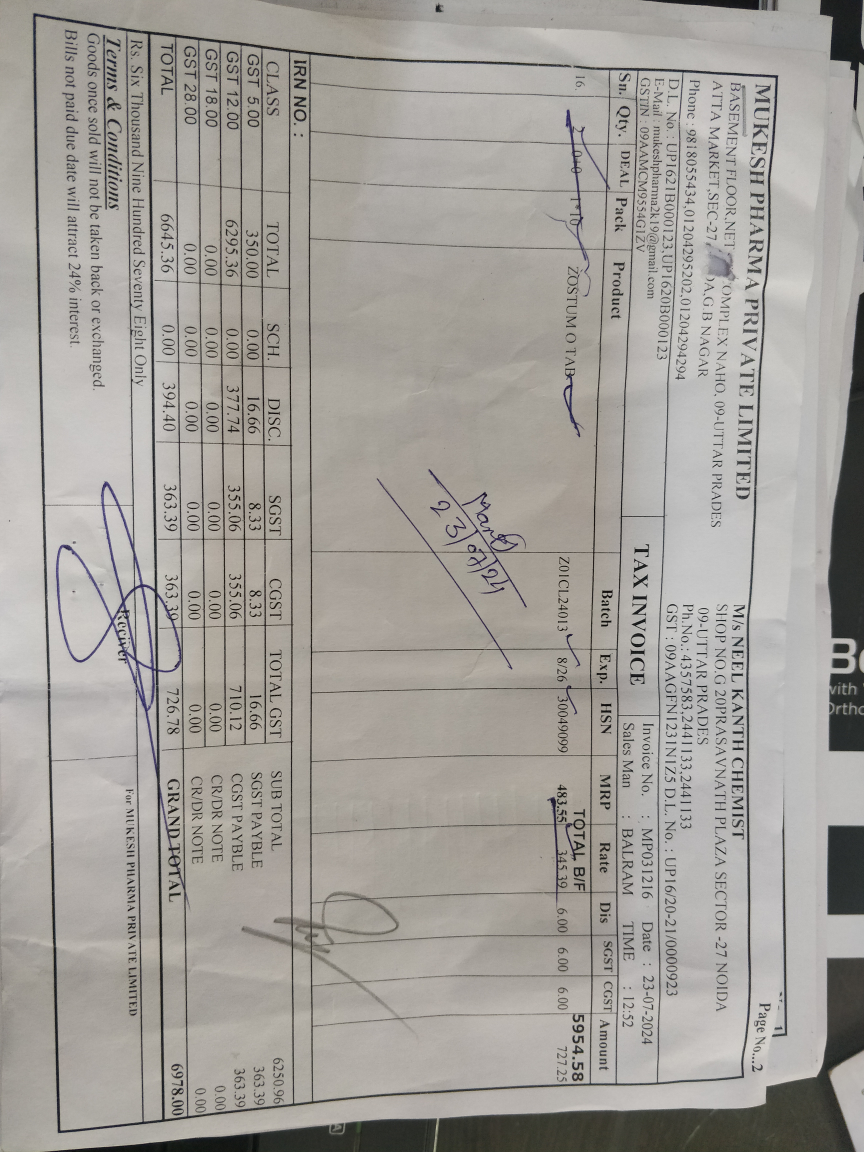 Page No...2
MUKESH PHARMA PRIVATE LIMITED
BASEMENT FLOOR,NET OMPLEX NAHO, 09-UTTAR PRADES
ATTA MARKET,SEC-27, DA,G.B NAGAR
Phone : 9818055434,01204295202,01204294294
D.L. No. : UP1621B000123,UP1620B000123
E-Mail : mukeshpharma2k19@gmail.com
GSTIN : 09AAMCM9554G1ZV
M/s NEEL KANTH CHEMIST
SHOP NO.G 20PRASAVNATH PLAZA SECTOR -27 NOIDA
09-UTTAR PRADES
Ph.No.: 4357583,2441133,2441133
GST : 09AAGFN1231N1Z5 D.L. No. : UP16/20-21/0000923
TAX INVOICE
Invoice No. : MP031216 Date : 23-07-2024
Sales Man : BALRAM TIME : 12:52
Sn. Qty. DEAL Pack Product Batch Exp. HSN MRP Rate Dis SGST CGST Amount
TOTAL B/F 5954.58
16. 1*10 ZOSTUM O TAB Z01CL24013 8/26 30049099 483.55 345.39 6.00 6.00 6.00 727.25
23/07/24
IRN NO. :
CLASS TOTAL SCH. DISC. SGST CGST TOTAL GST
GST 5.00 350.00 0.00 16.66 8.33 8.33 16.66
GST 12.00 6295.36 0.00 377.74 355.06 355.06 710.12
GST 18.00 0.00 0.00 0.00 0.00 0.00 0.00
GST 28.00 0.00 0.00 0.00 0.00 0.00 0.00
TOTAL 6645.36 0.00 394.40 363.39 363.39 726.78
SUB TOTAL 6250.96
SGST PAYBLE 363.39
CGST PAYBLE 363.39
CR/DR NOTE 0.00
CR/DR NOTE 0.00
GRAND TOTAL 6978.00
Rs. Six Thousand Nine Hundred Seventy Eight Only
Terms & Conditions
Goods once sold will not be taken back or exchanged.
Bills not paid due date will attract 24% interest.
Reciver
For MUKESH PHARMA PRIVATE LIMITED
with
Ortho